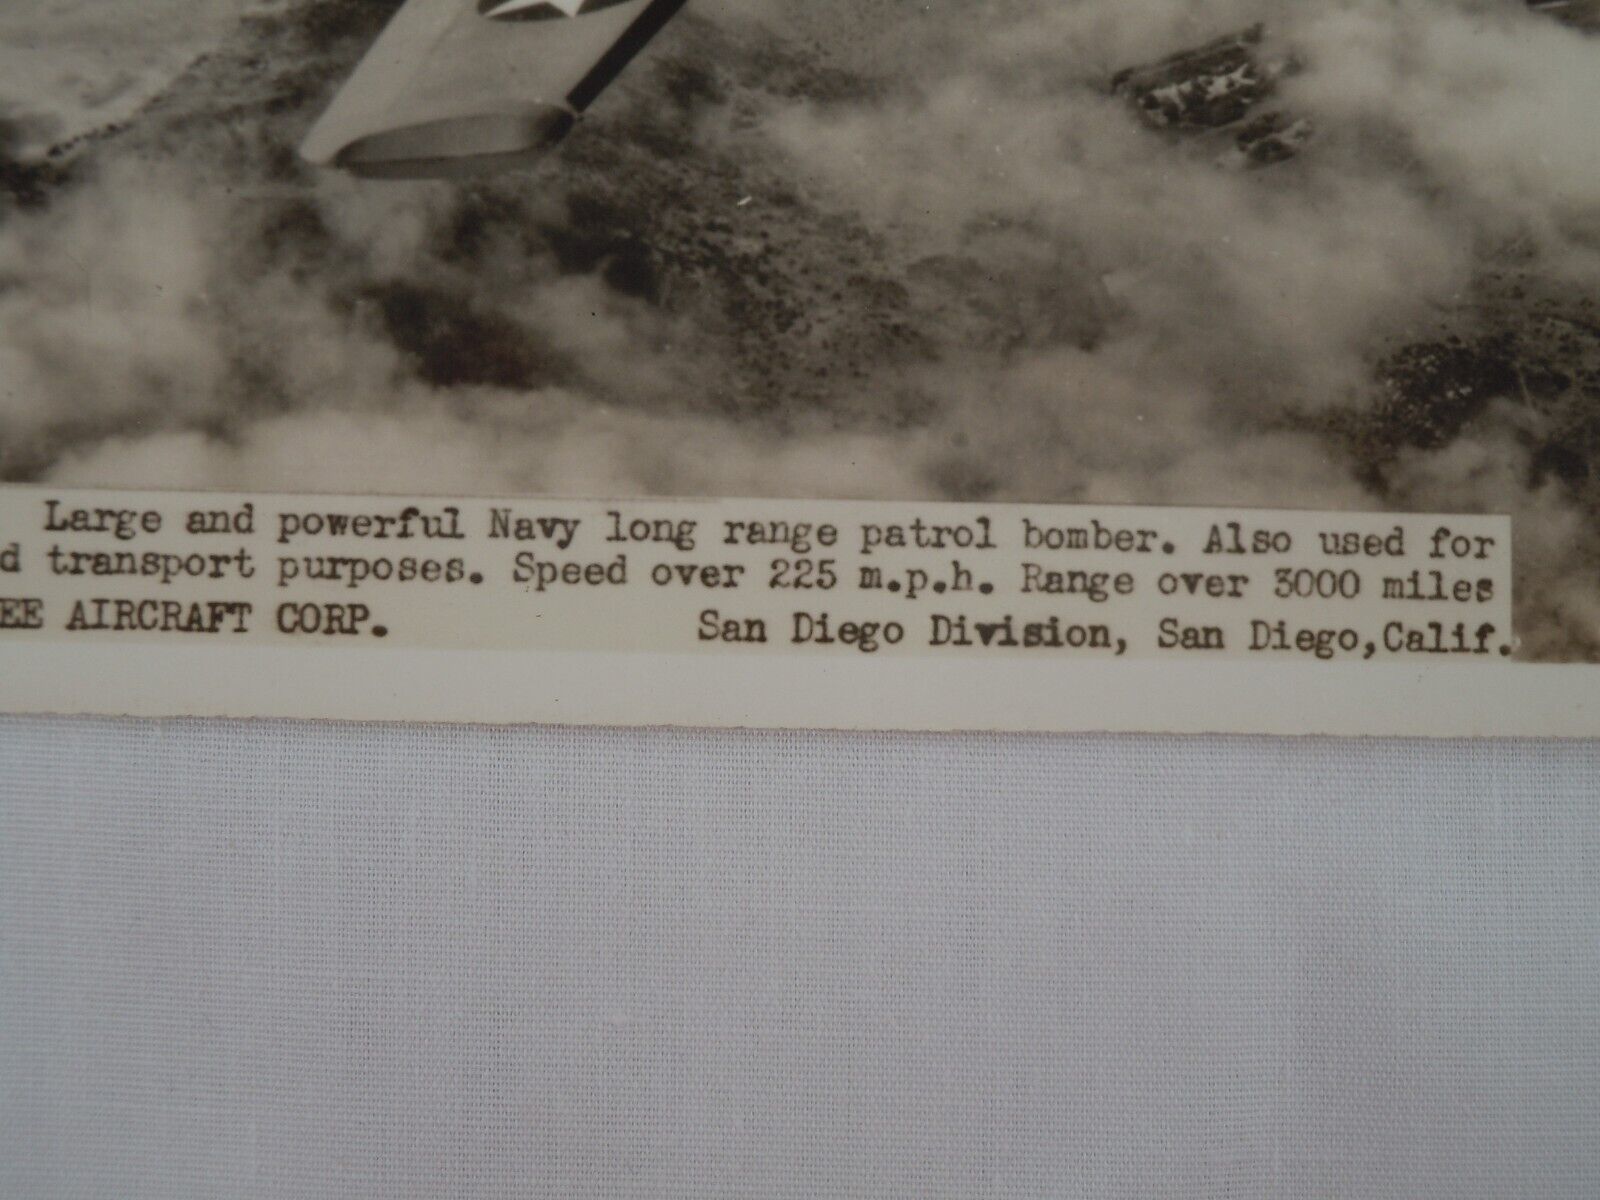 Large and powerful Navy long range patrol bomber. Also used for
d transport purposes. Speed over 225 m.p.h. Range over 3000 miles
EE AIRCRAFT CORP. San Diego Division, San Diego,Calif.